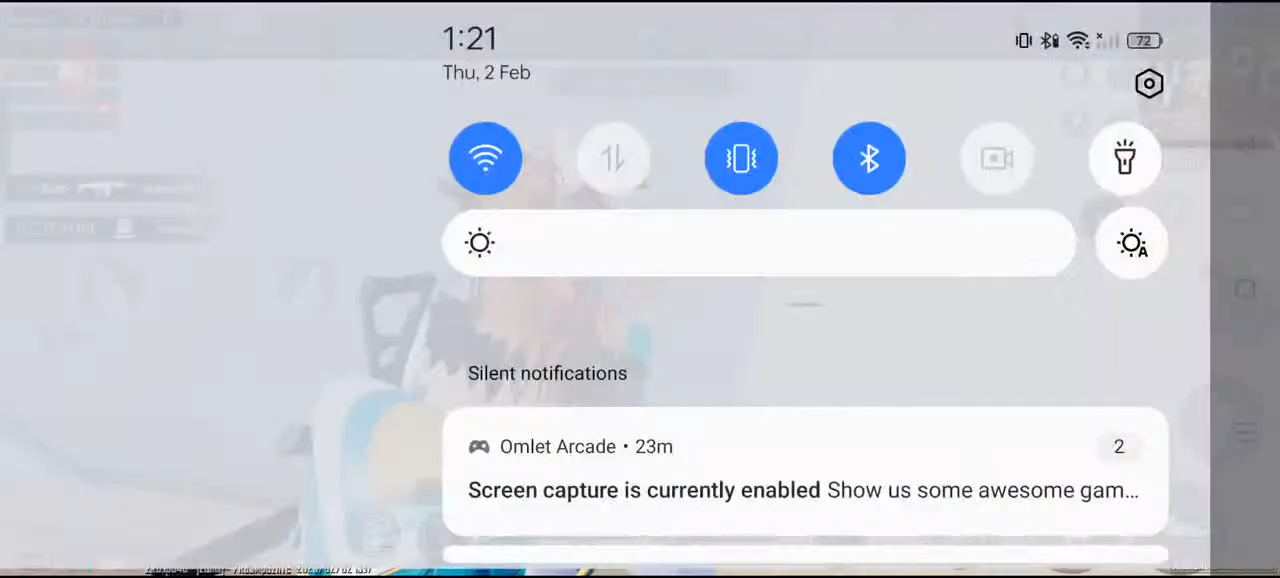 1:21
72
Thu, 2 Feb
A
Silent notifications
Omlet Arcade • 23m
2
Screen capture is currently enabled Show us some awesome gam...